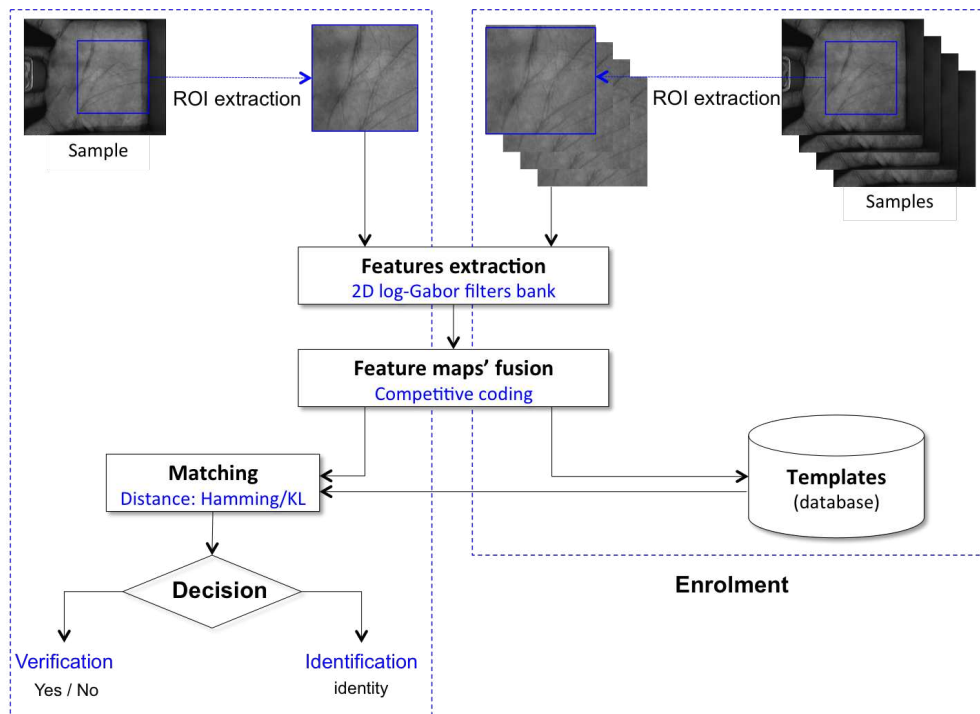 ROI extraction
Sample
ROI extraction
Samples
Features extraction
2D log-Gabor filters bank
Feature maps’ fusion
Competitive coding
Matching
Distance: Hamming/KL
Templates
(database)
Decision
Enrolment
Verification
Yes / No
Identification
identity